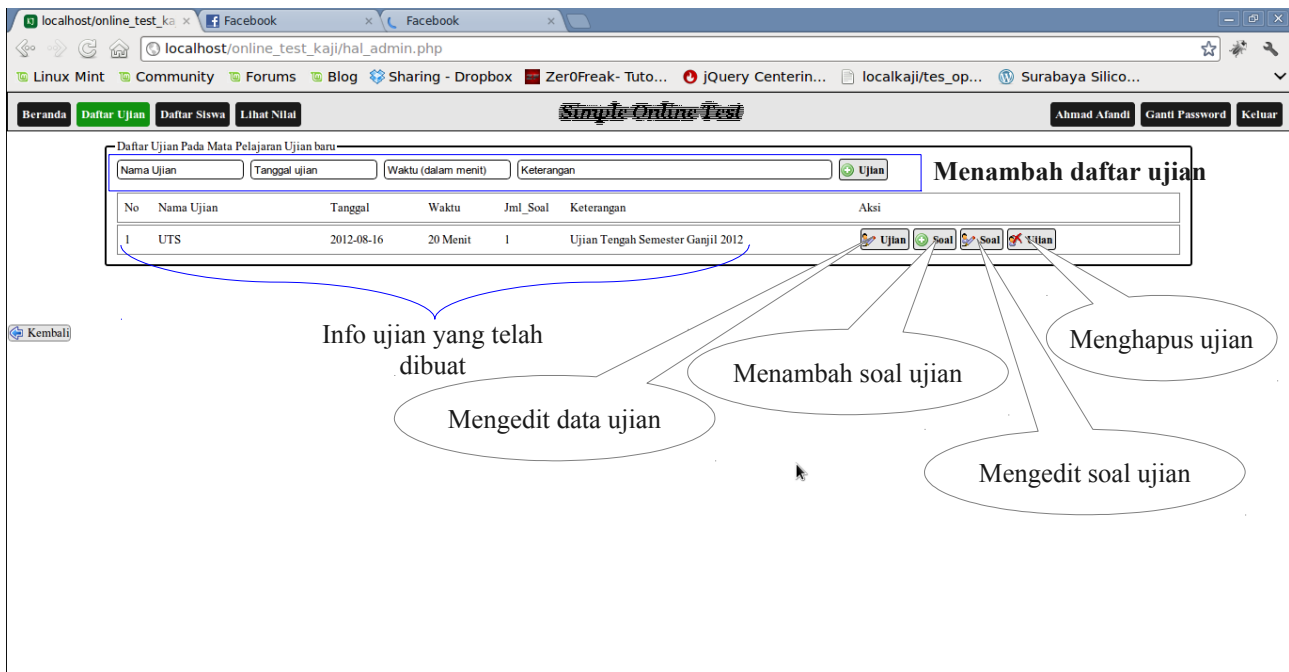 localhost/online_test_ka
Facebook
Facebook
localhost/online_test_kaji/hal_admin.php
Linux Mint Community Forums Blog Sharing - Dropbox Zer0Freak- Tuto... jQuery Centerin... localkaji/tes_op... Surabaya Silico...
Beranda Daftar Ujian Daftar Siswa Lihat Nilai Simple Online Test Ahmad Afandi Ganti Password Keluar
Daftar Ujian Pada Mata Pelajaran Ujian baru
Nama Ujian Tanggal ujian Waktu (dalam menit) Keterangan Ujian Menambah daftar ujian
No Nama Ujian Tanggal Waktu Jml_Soal Keterangan Aksi
1 UTS 2012-08-16 20 Menit 1 Ujian Tengah Semester Ganjil 2012 Ujian Soal Soal Ujian
Kembali
Info ujian yang telah
dibuat
Menghapus ujian
Menambah soal ujian
Mengedit data ujian
Mengedit soal ujian